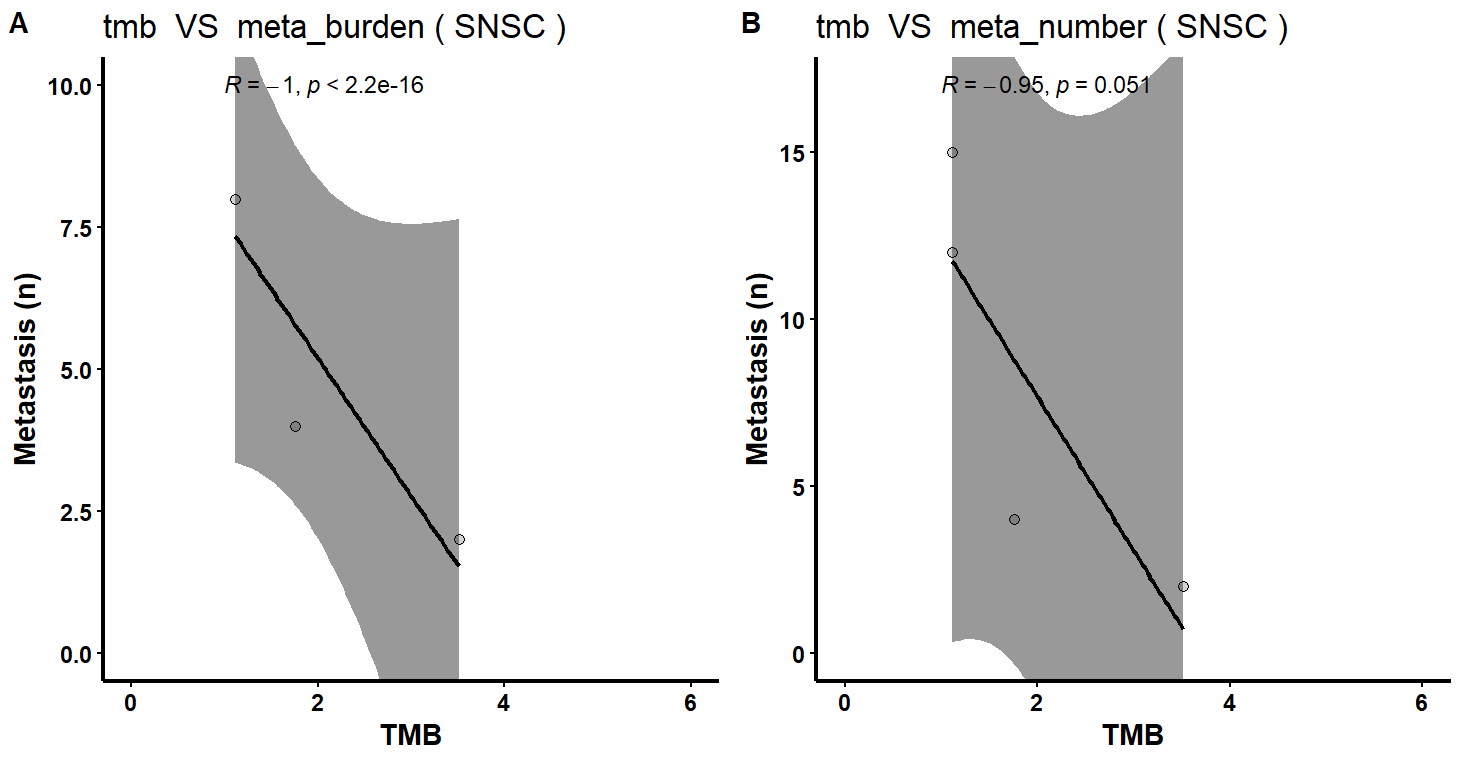 A
tmb VS meta_burden ( SNSC )
R = −1, p < 2.2e-16
10.0
7.5
5.0
2.5
0.0
Metastasis (n)
0 2 4 6
TMB
B
tmb VS meta_number ( SNSC )
R = −0.95, p = 0.051
15
10
5
0
Metastasis (n)
0 2 4 6
TMB